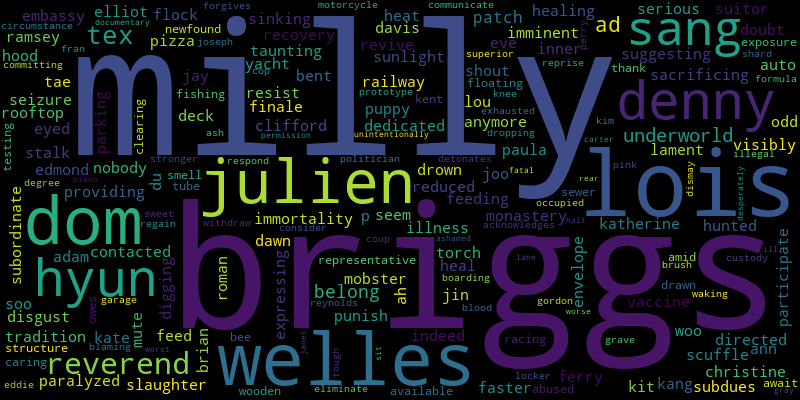 motorcycle communicate
forgives
documentary
embassy elliot flock heat davis patch healing serious suitor
circumstance tex newfound sinking eve inner perry ad sang doubt
ramsey joseph recovery imminent exposure
hood fran pizza taunting revive sunlight suggesting shard
committing cop yacht bent shout reprise thank auto
tae jay railway superior sacrificing formula
seizure parking fishing resist prototype kent floating
milly
rooftop clearing deck finale puppy lou knee denny
eyed ash clifford dedicated anymore exhausted kim odd
testing permission unintentionally dropping carter underworld visibly
stalk nobody stronger respond politician detonates paula lament illegal
edmond smell julien drown joo fatal pink lois dismay
degree piano du tube reduced sewer rear desperately
providing feeding occupied
subordinate dom sweet withdraw immortality p seem illness monastery katherine hunted
regain consider coup ashamed acknowledges halt
adam contacted dawn representative torch lane amid ill
hyun digging roman expressing mobster heal boarding envelope drawn brush custody participate
briggs
soo owes garage belong ah jin blood gordon vaccine waking
disgust mute reynolds punish worse woo
tradition kate feed brian bee janet indeed racing grave directed
structure blaming scuffle ann
caring reverend worst welles tough sit locker ferry christine
eddie paralyzed slaughter wooden eliminate available faster abused kit kang subdues await
gray